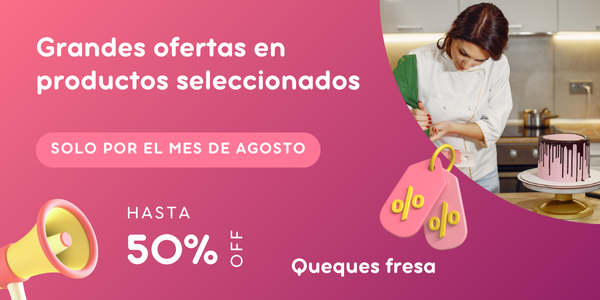 Grandes ofertas en
productos seleccionados
SOLO POR EL MES DE AGOSTO
HASTA
50% OFF
% %
Queques fresa